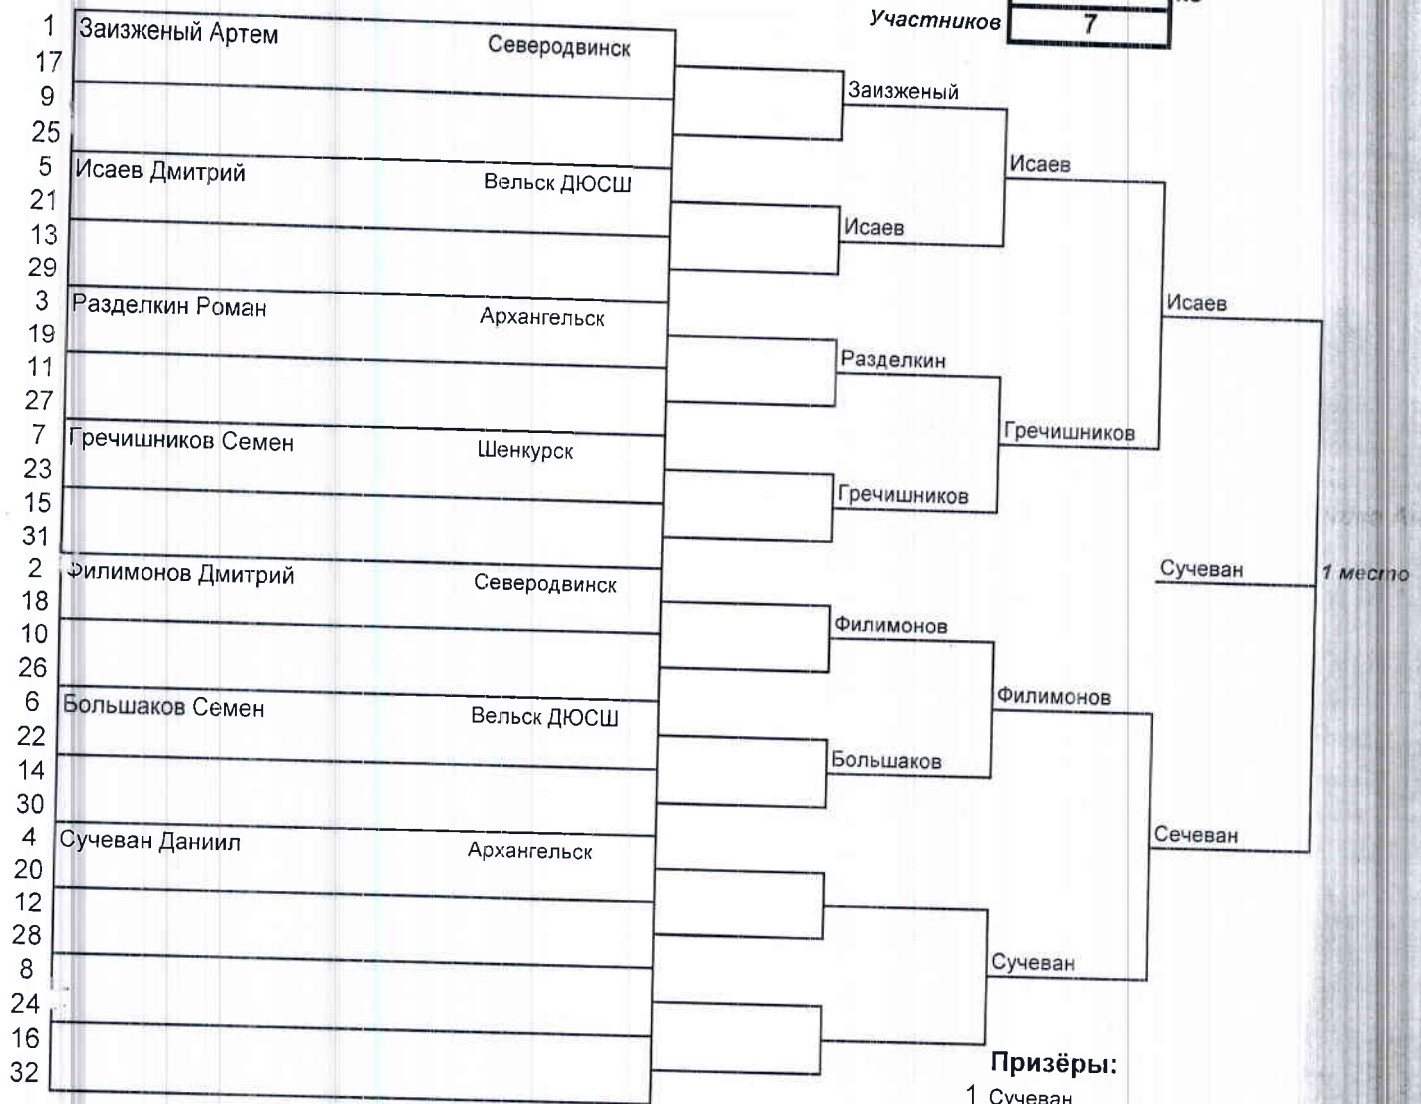 Участников 7
1 Заизженый Артем Северодвинск
17
9 Заизженый
25
5 Исаев Дмитрий Вельск ДЮСШ Исаев
21
13 Исаев
29
3 Разделкин Роман Архангельск Исаев
19
11 Разделкин
27
7 Гречишников Семен Шенкурск Гречишников
23
15 Гречишников
31
2 Филимонов Дмитрий Северодвинск Сучеван 1 место
18
10 Филимонов
26
6 Большаков Семен Вельск ДЮСШ Филимонов
22
14 Большаков
30
4 Сучеван Даниил Архангельск Сечеван
20
12
28
8 Сучеван
24
16
32
Призёры:
1 Сучеван